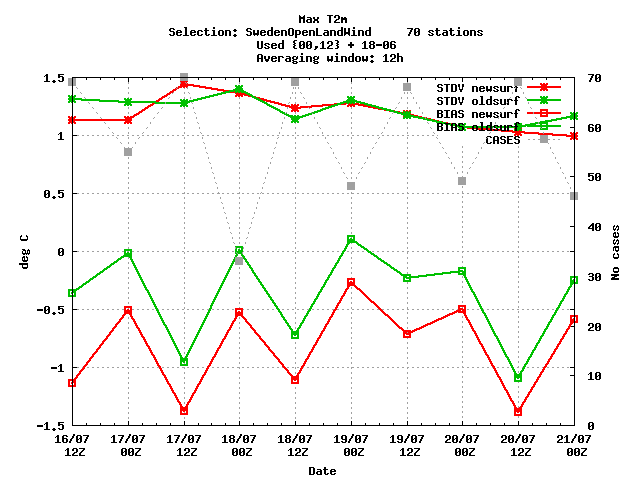 Max T2m
Selection: SwedenOpenLandWind 70 stations
Used {00,12} + 18-06
Averaging window: 12h
1.5
1
0.5
0
-0.5
-1
-1.5
deg C
70
60
50
40
30
20
10
0
No cases
STDV newsurf
STDV oldsurf
BIAS newsurf
BIAS oldsurf
CASES
16/07 17/07 17/07 18/07 18/07 19/07 19/07 20/07 20/07 21/07
12Z 00Z 12Z 00Z 12Z 00Z 12Z 00Z 12Z 00Z
Date